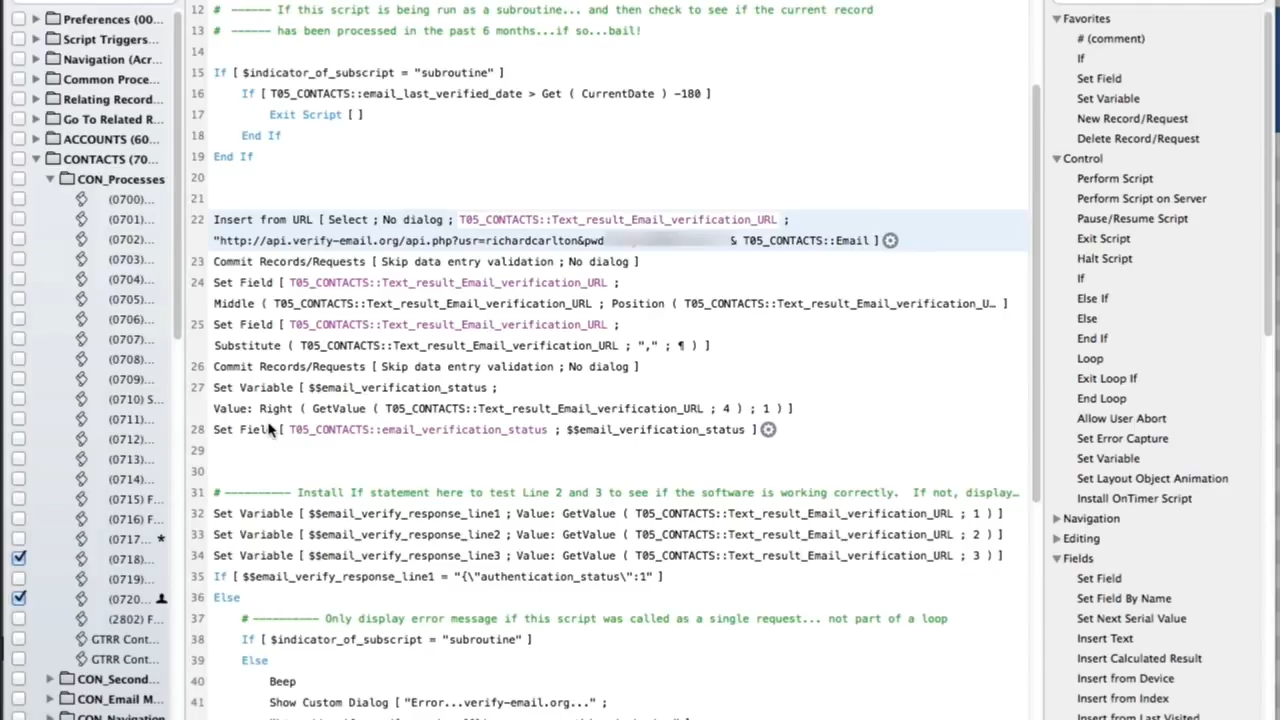 Preferences (00...
Script Triggers...
Navigation (Acr...
Common Proce...
Relating Record...
Go To Related R...
ACCOUNTS (60...
CONTACTS (70...
CON_Processes
(0700)...
(0701)...
(0702)...
(0703)...
(0704)...
(0705)...
(0706)...
(0707)...
(0708)...
(0709)...
(0710) S...
(0711)...
(0712)...
(0713)...
(0714)...
(0715) F...
(0716) F...
(0717... *
(0718)...
(0719)...
(0720...
(2802) F...
GTRR Cont...
GTRR Cont...
CON_Second...
CON_Email M...
CON_Navigation
12 # —————— If this script is being run as a subroutine... and then check to see if the current record
13 # —————— has been processed in the past 6 months...if so...bail!
14
15 If [ $indicator_of_subscript = "subroutine" ]
16 If [ T05_CONTACTS::email_last_verified_date > Get ( CurrentDate ) -180 ]
17 Exit Script [ ]
18 End If
19 End If
20
21
22 Insert from URL [ Select ; No dialog ; T05_CONTACTS::Text_result_Email_verification_URL ;
"http://api.verify-email.org/api.php?usr=richardcarlton&pwd & T05_CONTACTS::Email ]
23 Commit Records/Requests [ Skip data entry validation ; No dialog ]
24 Set Field [ T05_CONTACTS::Text_result_Email_verification_URL ;
Middle ( T05_CONTACTS::Text_result_Email_verification_URL ; Position ( T05_CONTACTS::Text_result_Email_verification_U… ]
25 Set Field [ T05_CONTACTS::Text_result_Email_verification_URL ;
Substitute ( T05_CONTACTS::Text_result_Email_verification_URL ; "," ; ¶ ) ]
26 Commit Records/Requests [ Skip data entry validation ; No dialog ]
27 Set Variable [ $$email_verification_status ;
Value: Right ( GetValue ( T05_CONTACTS::Text_result_Email_verification_URL ; 4 ) ; 1 ) ]
28 Set Field [ T05_CONTACTS::email_verification_status ; $$email_verification_status ]
29
30
31 # —————————— Install If statement here to test Line 2 and 3 to see if the software is working correctly. If not, display…
32 Set Variable [ $$email_verify_response_line1 ; Value: GetValue ( T05_CONTACTS::Text_result_Email_verification_URL ; 1 ) ]
33 Set Variable [ $$email_verify_response_line2 ; Value: GetValue ( T05_CONTACTS::Text_result_Email_verification_URL ; 2 ) ]
34 Set Variable [ $$email_verify_response_line3 ; Value: GetValue ( T05_CONTACTS::Text_result_Email_verification_URL ; 3 ) ]
35 If [ $$email_verify_response_line1 = "{\"authentication_status\":1" ]
36 Else
37 # —————————— Only display error message if this script was called as a single request... not part of a loop
38 If [ $indicator_of_subscript = "subroutine" ]
39 Else
40 Beep
41 Show Custom Dialog [ "Error...verify-email.org..." ;
Favorites
# (comment)
If
Set Field
Set Variable
New Record/Request
Delete Record/Request
Control
Perform Script
Perform Script on Server
Pause/Resume Script
Exit Script
Halt Script
If
Else If
Else
End If
Loop
Exit Loop If
End Loop
Allow User Abort
Set Error Capture
Set Variable
Set Layout Object Animation
Install OnTimer Script
Navigation
Editing
Fields
Set Field
Set Field By Name
Set Next Serial Value
Insert Text
Insert Calculated Result
Insert from Device
Insert from Index
Insert from Last Visited